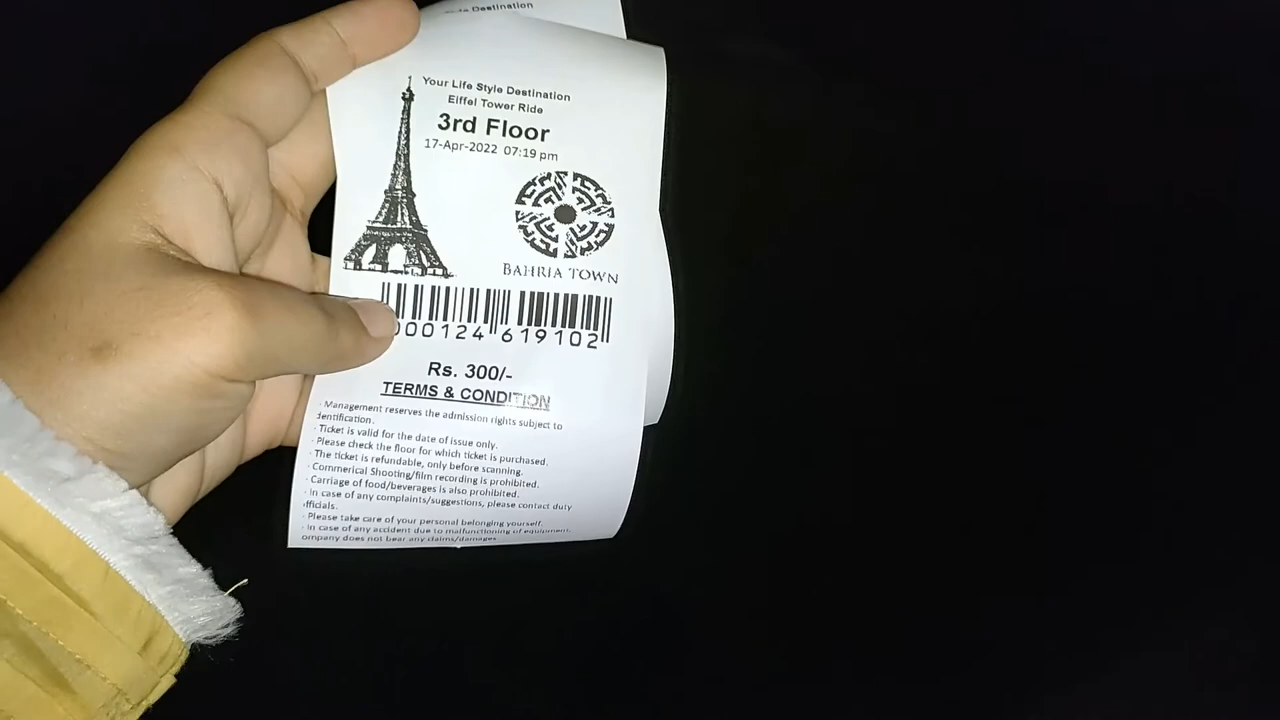 Destination
Your Life Style Destination
Eiffel Tower Ride
3rd Floor
17-Apr-2022 07:19 pm
BAHRIA TOWN
000124 619102
Rs. 300/-
TERMS & CONDITION
· Management reserves the admission rights subject to
identification.
· Ticket is valid for the date of issue only.
· Please check the floor for which ticket is purchased.
· The ticket is refundable, only before scanning.
· Commerical Shooting/film recording is prohibited.
· Carriage of food/beverages is also prohibited.
· In case of any complaints/suggestions, please contact duty
officials.
· Please take care of your personal belonging yourself.
· In case of any accident due to malfunctioning of equipment,
ompany does not bear any claims/damages